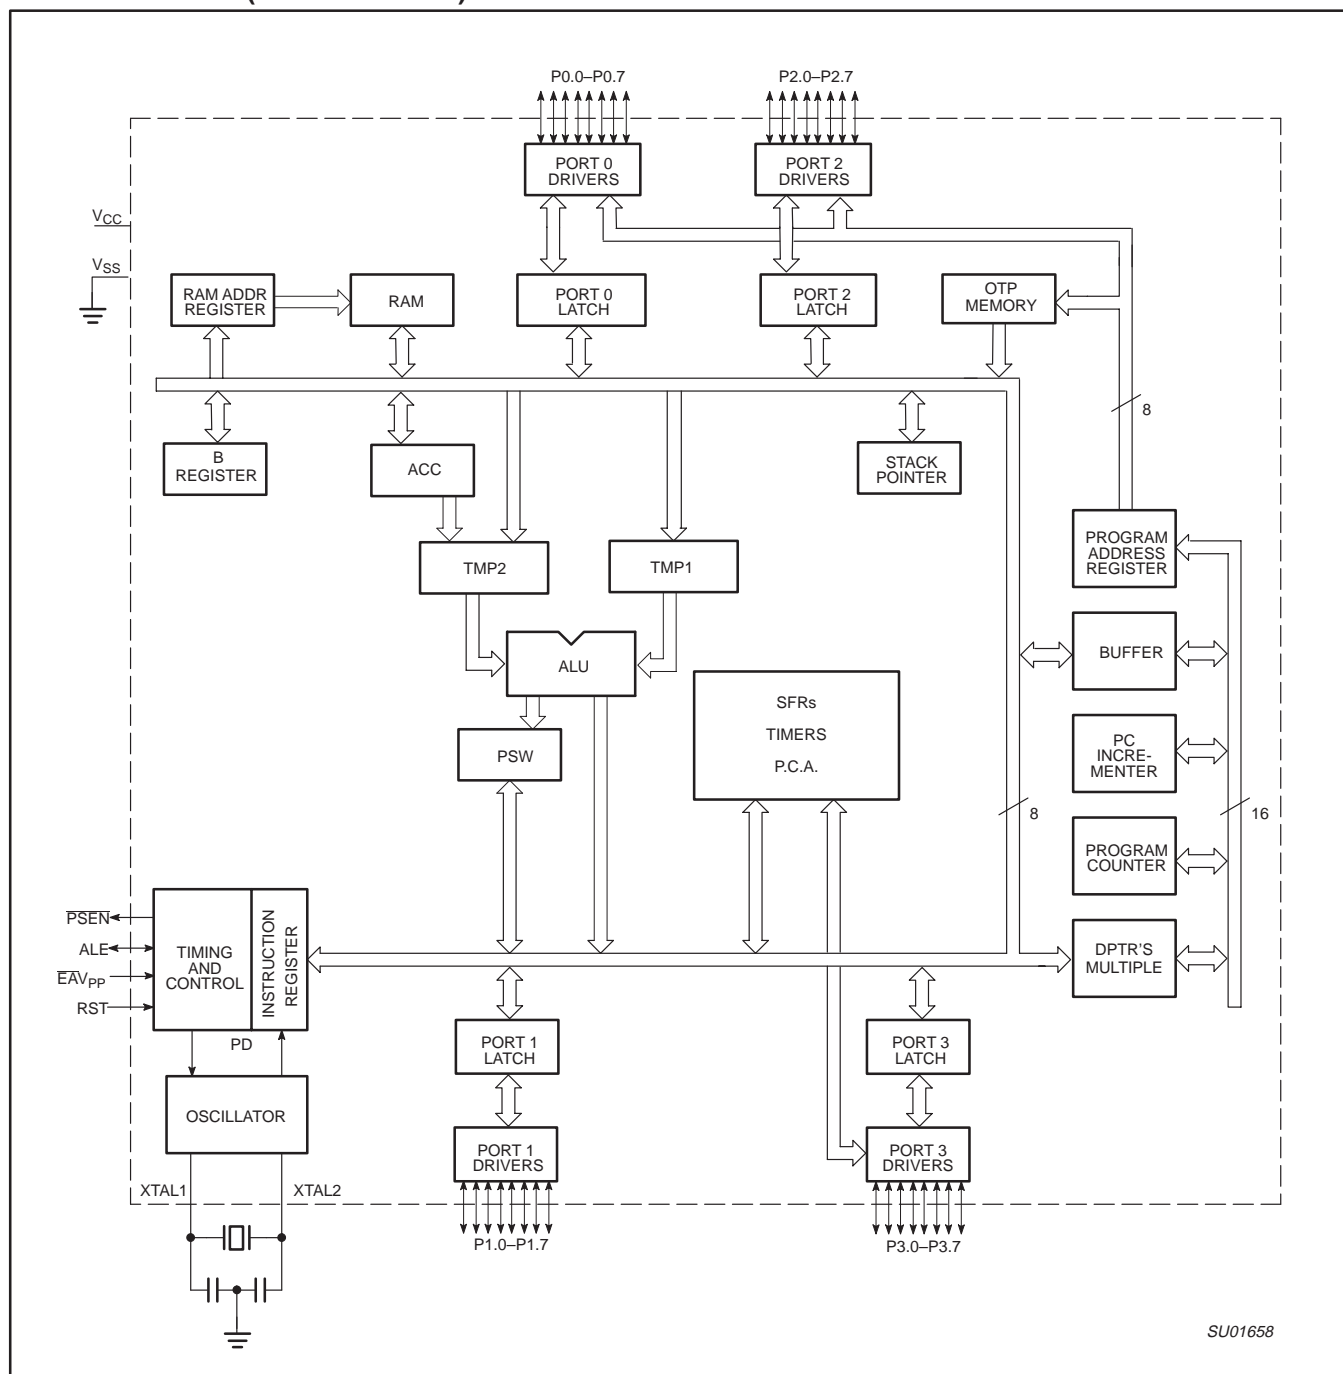 P0.0–P0.7
P2.0–P2.7
PORT 0
DRIVERS
PORT 2
DRIVERS
VCC
VSS
RAM ADDR
REGISTER
RAM
PORT 0
LATCH
PORT 2
LATCH
OTP
MEMORY
8
B
REGISTER
ACC
STACK
POINTER
PROGRAM
ADDRESS
REGISTER
TMP2
TMP1
ALU
BUFFER
SFRs
TIMERS
P.C.A.
PSW
PC
INCRE-
MENTER
8
16
PROGRAM
COUNTER
PSEN
ALE
EAVPP
RST
TIMING
AND
CONTROL
INSTRUCTION
REGISTER
DPTR'S
MULTIPLE
PD
PORT 1
LATCH
PORT 3
LATCH
OSCILLATOR
PORT 1
DRIVERS
PORT 3
DRIVERS
XTAL1
XTAL2
P1.0–P1.7
P3.0–P3.7
SU01658